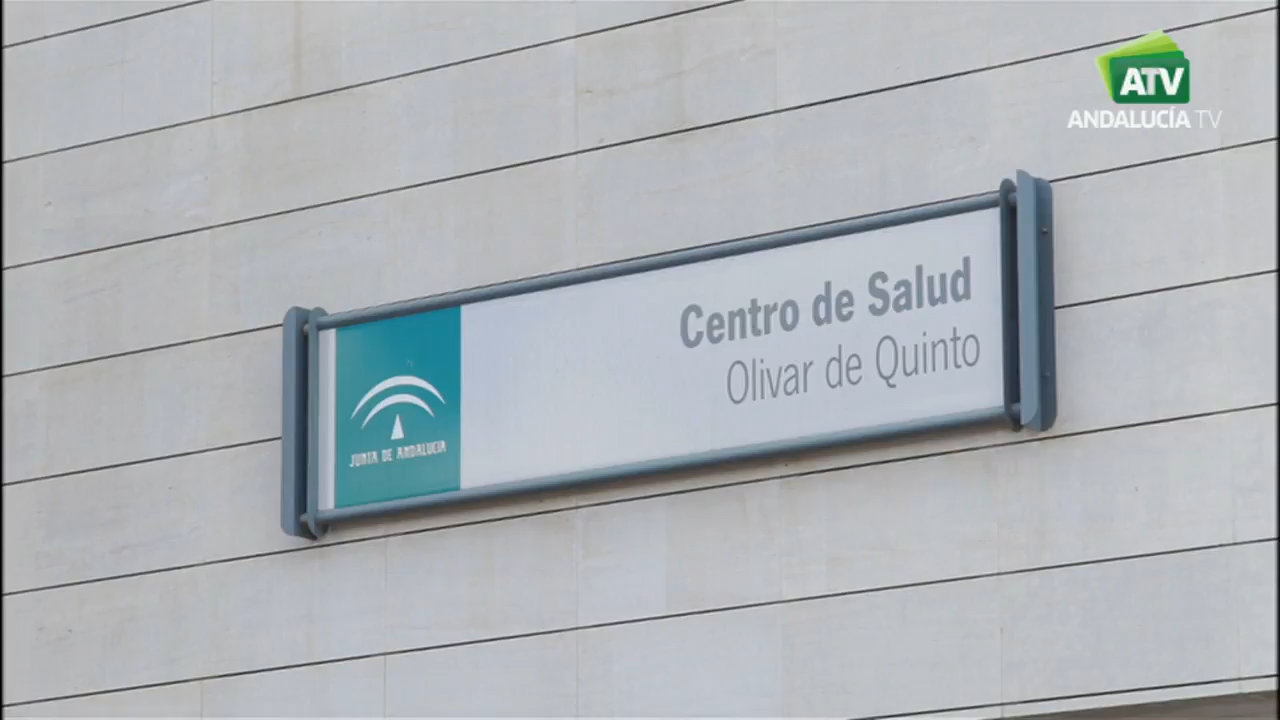 ATV
ANDALUCÍA TV
Centro de Salud
Olivar de Quinto
JUNTA DE ANDALUCIA